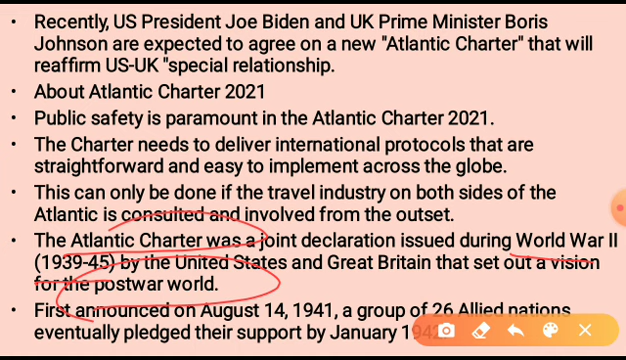 • Recently, US President Joe Biden and UK Prime Minister Boris
Johnson are expected to agree on a new "Atlantic Charter" that will
reaffirm US-UK "special relationship.
• About Atlantic Charter 2021
• Public safety is paramount in the Atlantic Charter 2021.
• The Charter needs to deliver international protocols that are
straightforward and easy to implement across the globe.
• This can only be done if the travel industry on both sides of the
Atlantic is consulted and involved from the outset.
• The Atlantic Charter was a joint declaration issued during World War II
(1939-45) by the United States and Great Britain that set out a vision
for the postwar world.
• First announced on August 14, 1941, a group of 26 Allied nations
eventually pledged their support by January 1942.